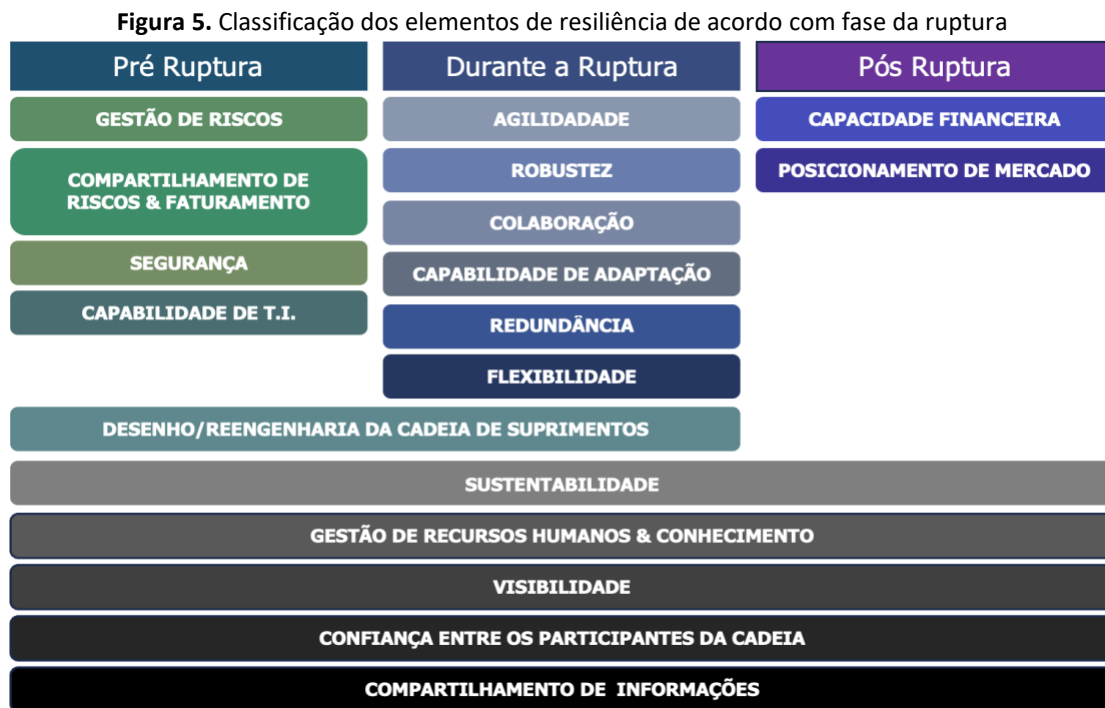 Figura 5. Classificação dos elementos de resiliência de acordo com fase da ruptura
Pré Ruptura
GESTÃO DE RISCOS
COMPARTILHAMENTO DE
RISCOS & FATURAMENTO
SEGURANÇA
CAPABILIDADE DE T.I.
Durante a Ruptura
AGILIDADADE
ROBUSTEZ
COLABORAÇÃO
CAPABILIDADE DE ADAPTAÇÃO
REDUNDÂNCIA
FLEXIBILIDADE
Pós Ruptura
CAPACIDADE FINANCEIRA
POSICIONAMENTO DE MERCADO
DESENHO/REENGENHARIA DA CADEIA DE SUPRIMENTOS
SUSTENTABILIDADE
GESTÃO DE RECURSOS HUMANOS & CONHECIMENTO
VISIBILIDADE
CONFIANÇA ENTRE OS PARTICIPANTES DA CADEIA
COMPARTILHAMENTO DE INFORMAÇÕES